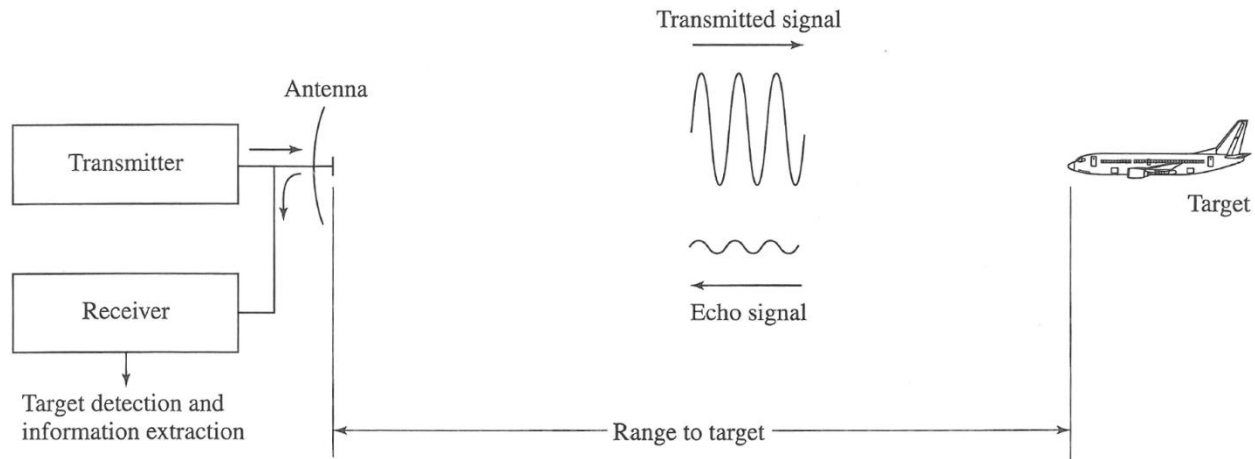 Transmitted signal
Antenna
Transmitter
Target
Receiver
Echo signal
Target detection and
information extraction
Range to target